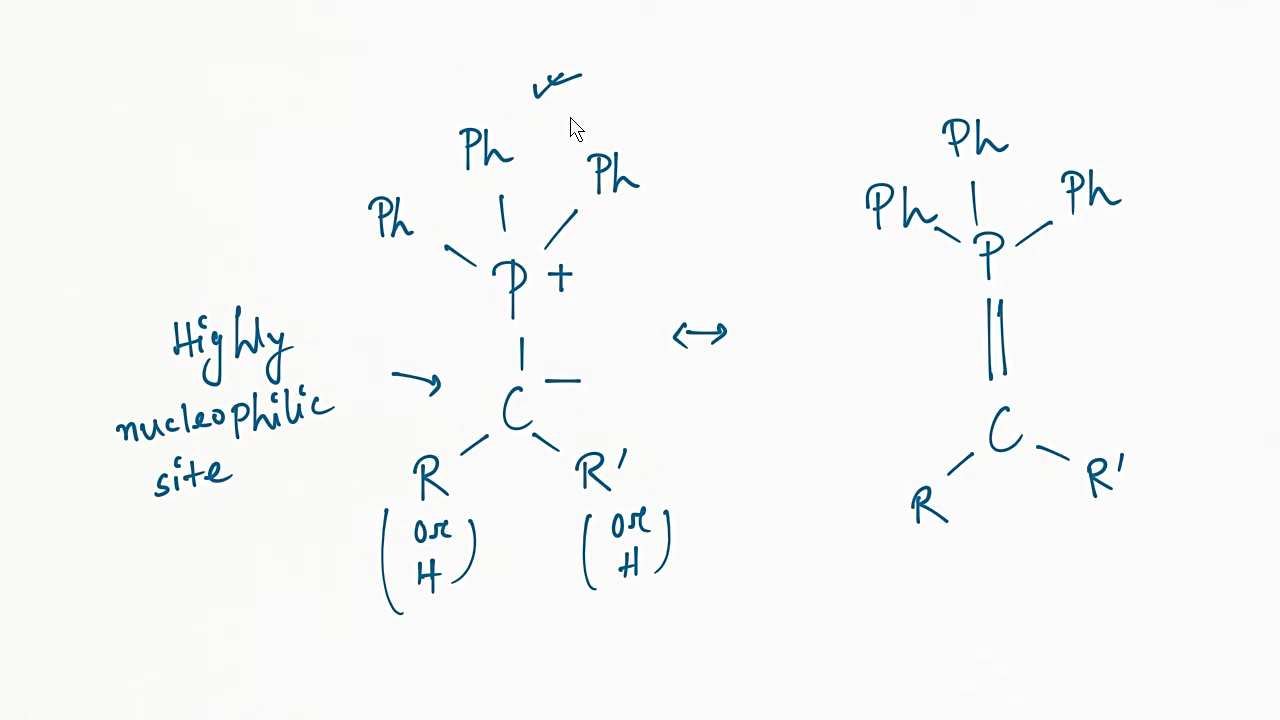 Ph
Ph Ph
P +
Highly
nucleophilic
site
→
C −
R R'
(or H) (or H)
↔
Ph
Ph Ph
P
C
R R'